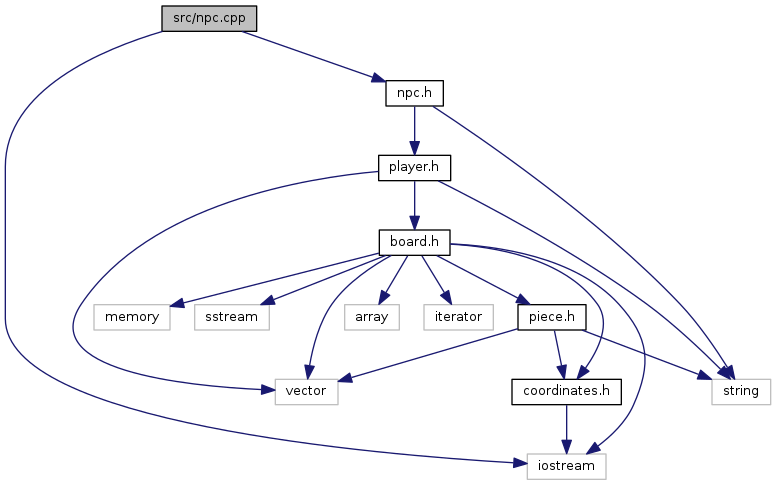 src/npc.cpp
npc.h
player.h
board.h
memory
sstream
array
iterator
piece.h
vector
coordinates.h
string
iostream